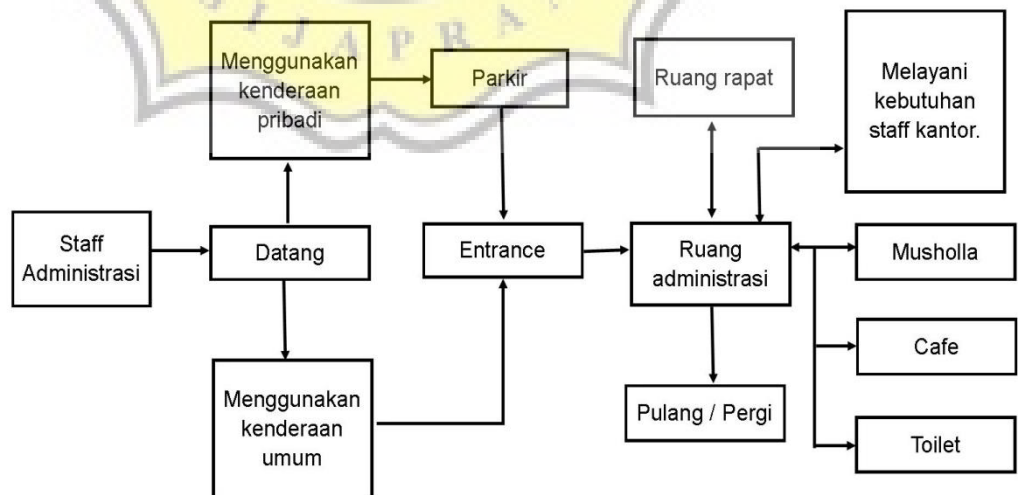 IJAPRA
Menggunakan
kenderaan
pribadi
Parkir
Ruang rapat
Melayani
kebutuhan
staff kantor.
Staff
Administrasi
Datang
Entrance
Ruang
administrasi
Musholla
Cafe
Menggunakan
kenderaan
umum
Pulang / Pergi
Toilet